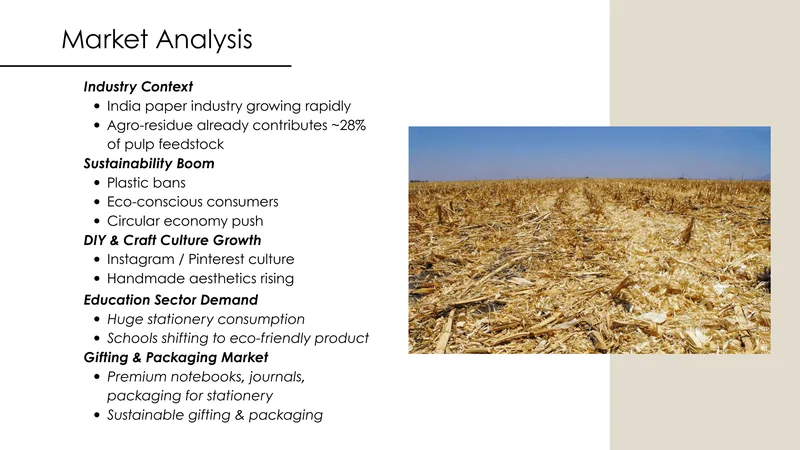 Market Analysis
Industry Context
• India paper industry growing rapidly
• Agro-residue already contributes ~28%
of pulp feedstock
Sustainability Boom
• Plastic bans
• Eco-conscious consumers
• Circular economy push
DIY & Craft Culture Growth
• Instagram / Pinterest culture
• Handmade aesthetics rising
Education Sector Demand
• Huge stationery consumption
• Schools shifting to eco-friendly product
Gifting & Packaging Market
• Premium notebooks, journals,
packaging for stationery
• Sustainable gifting & packaging